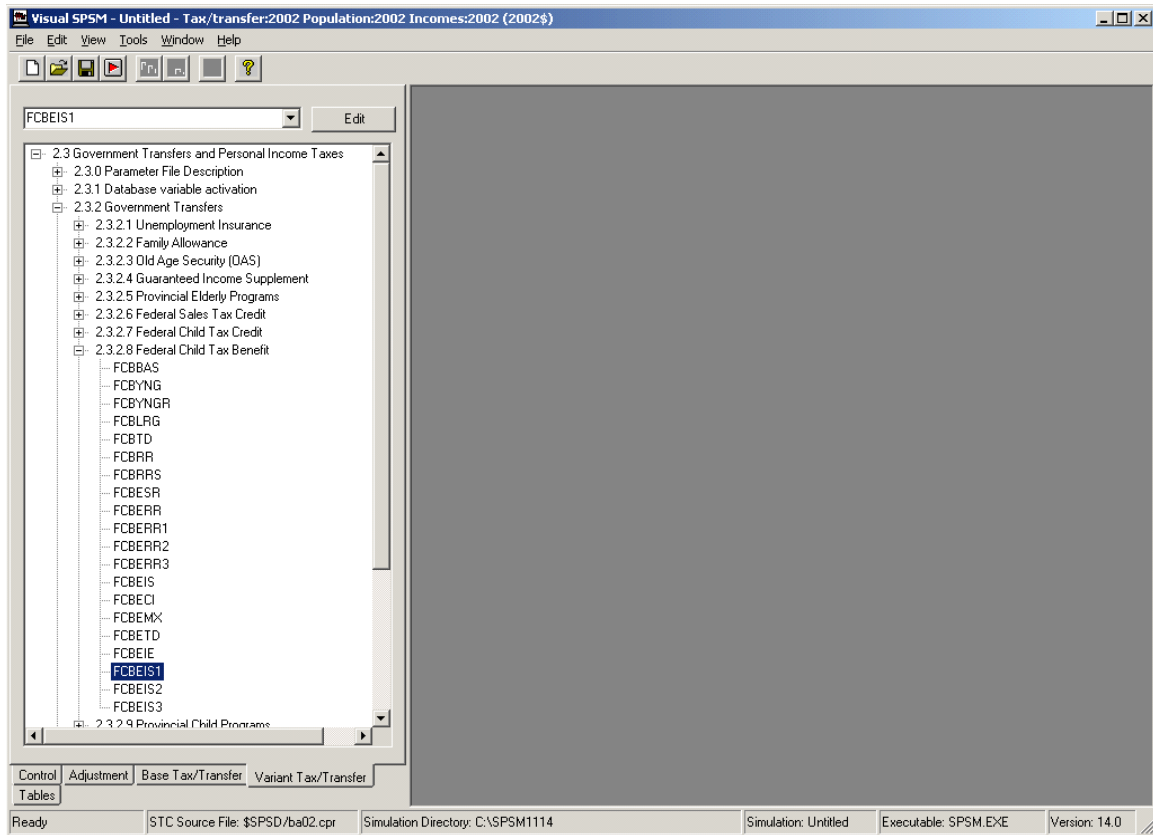 Visual SPSM - Untitled - Tax/transfer:2002 Population:2002 Incomes:2002 (2002$)
File Edit View Tools Window Help
FCBEIS1 Edit
2.3 Government Transfers and Personal Income Taxes
2.3.0 Parameter File Description
2.3.1 Database variable activation
2.3.2 Government Transfers
2.3.2.1 Unemployment Insurance
2.3.2.2 Family Allowance
2.3.2.3 Old Age Security (OAS)
2.3.2.4 Guaranteed Income Supplement
2.3.2.5 Provincial Elderly Programs
2.3.2.6 Federal Sales Tax Credit
2.3.2.7 Federal Child Tax Credit
2.3.2.8 Federal Child Tax Benefit
FCBBAS
FCBYNG
FCBYNGR
FCBLRG
FCBTD
FCBRR
FCBRRS
FCBESR
FCBERR
FCBERR1
FCBERR2
FCBERR3
FCBEIS
FCBECI
FCBEMX
FCBETD
FCBEIE
FCBEIS1
FCBEIS2
FCBEIS3
2.3.2.9 Provincial Child Programs
Control Adjustment Base Tax/Transfer Variant Tax/Transfer
Tables
Ready STC Source File: $SPSD/ba02.cpr Simulation Directory: C:\SPSM1114 Simulation: Untitled Executable: SPSM.EXE Version: 14.0